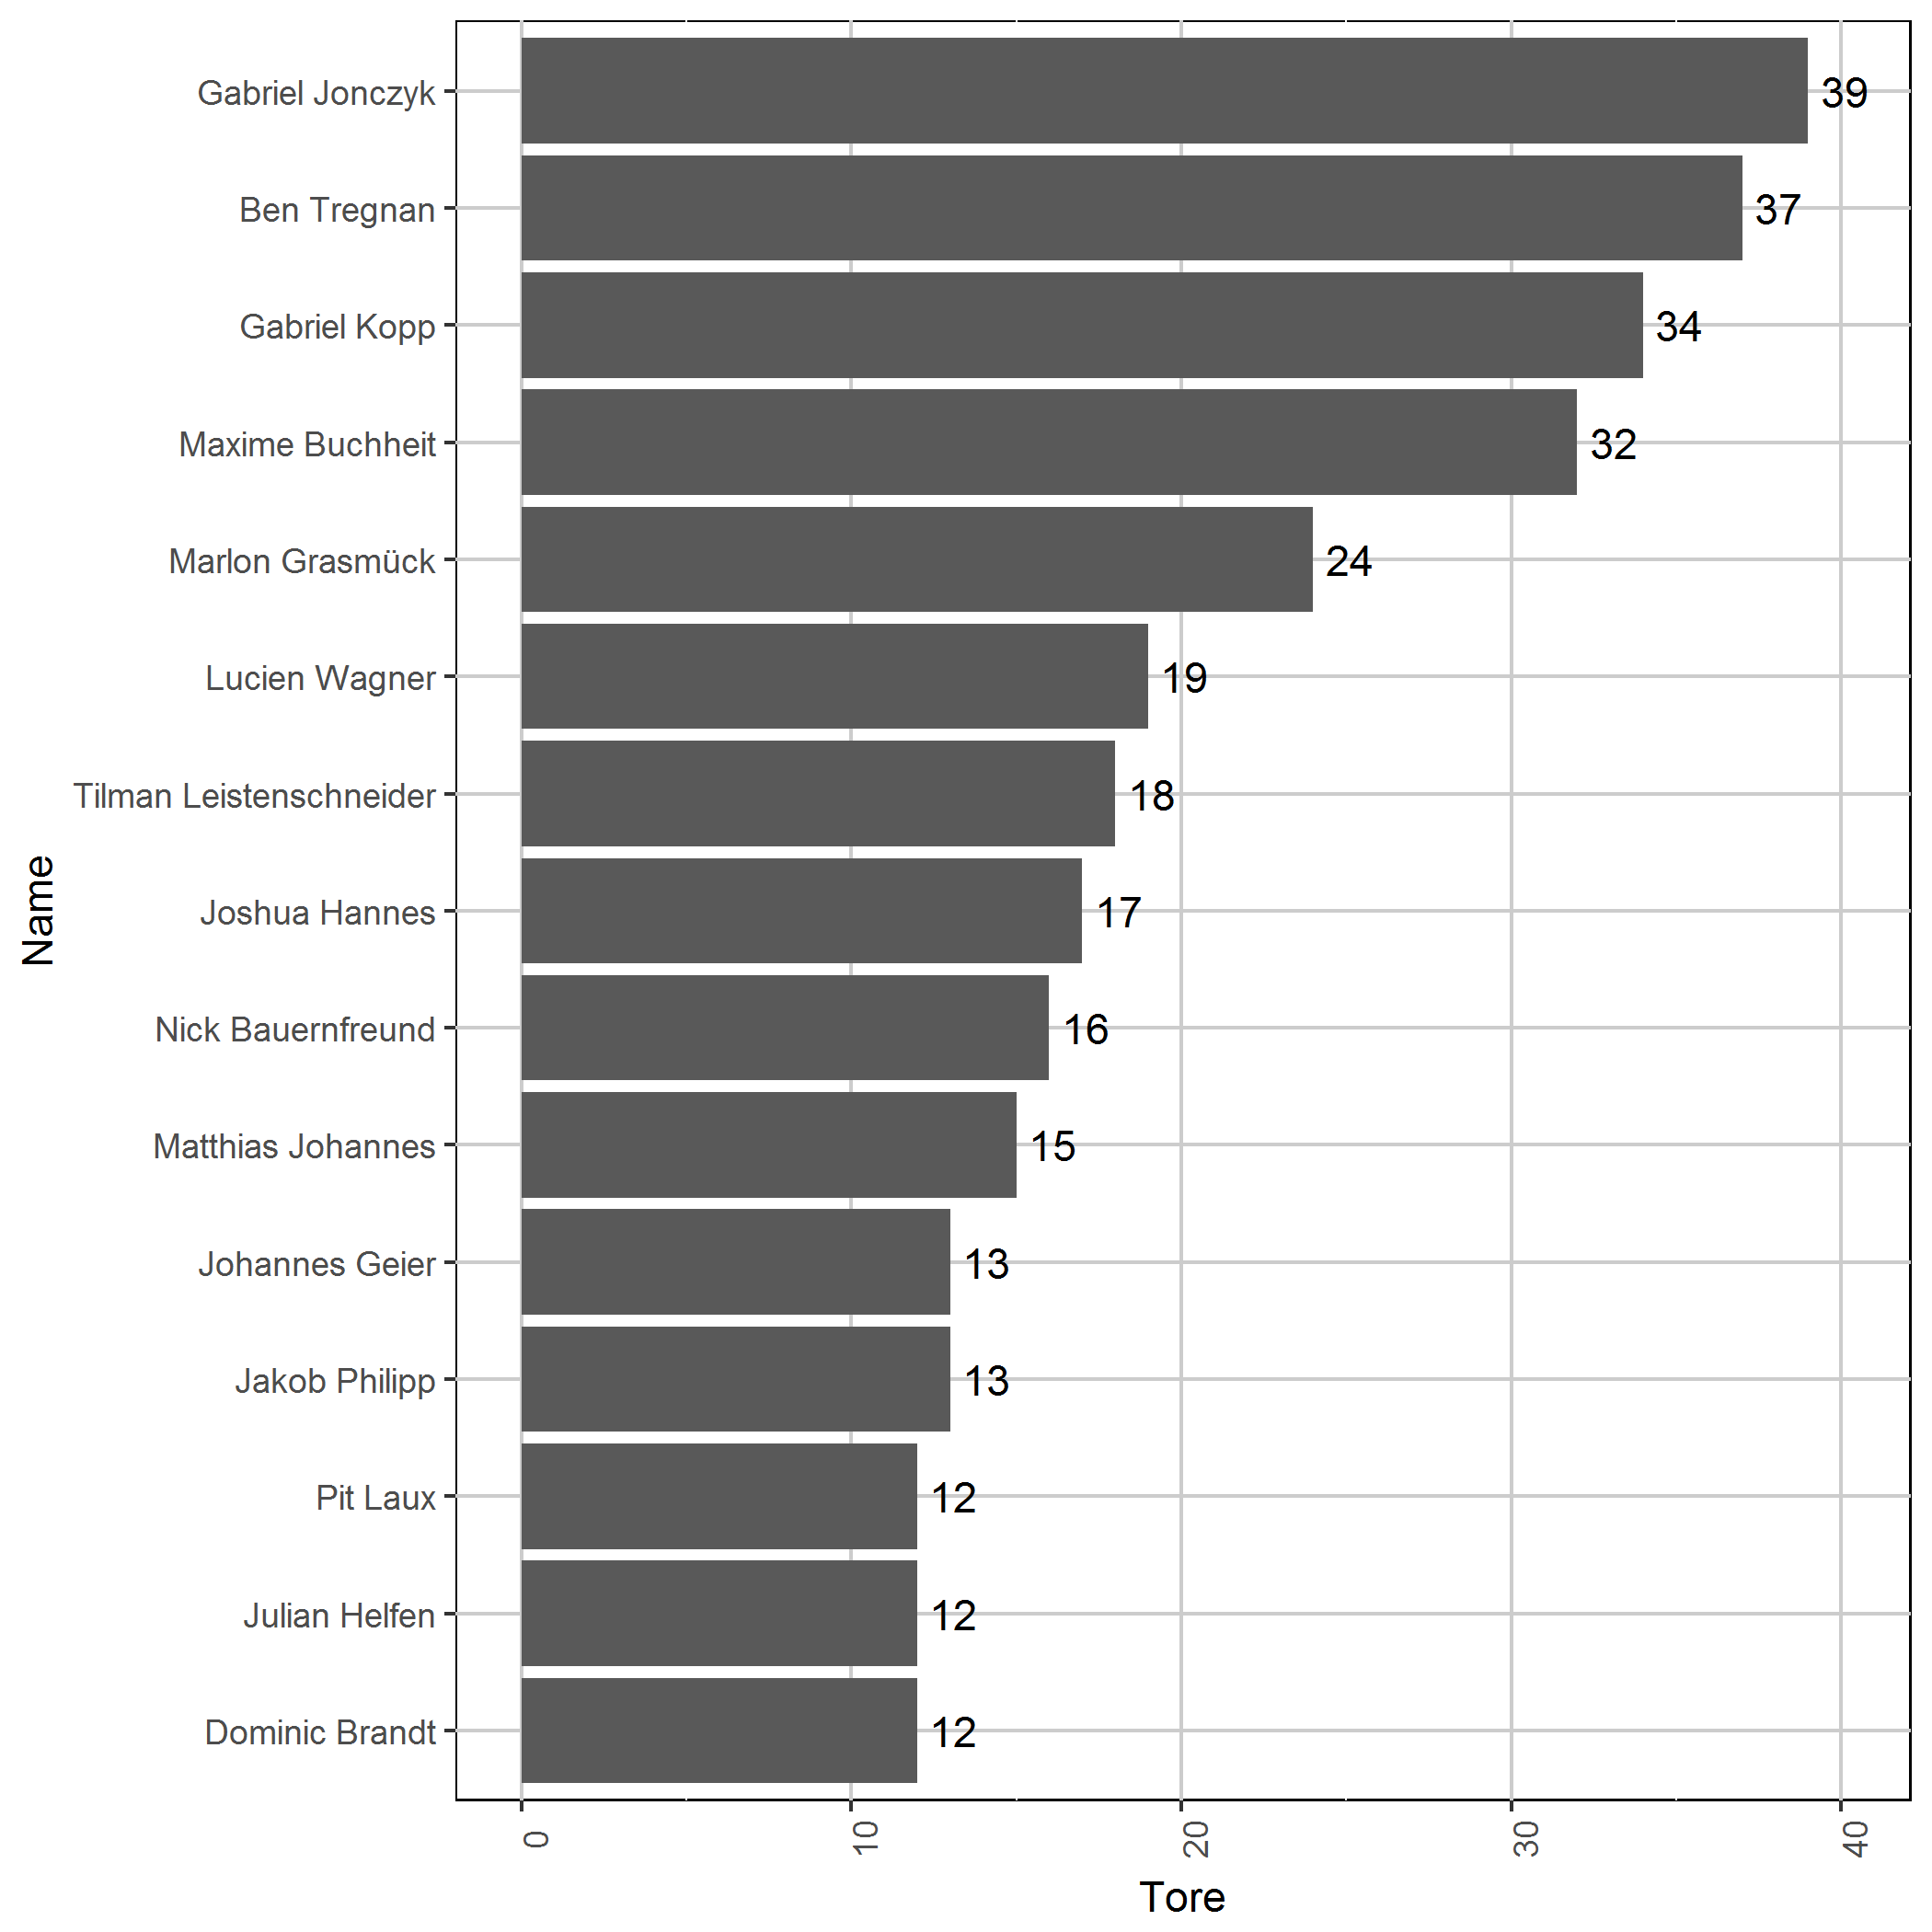 Gabriel Jonczyk 39
Ben Tregnan 37
Gabriel Kopp 34
Maxime Buchheit 32
Marlon Grasmück 24
Lucien Wagner 19
Tilman Leistenschneider 18
Joshua Hannes 17
Nick Bauernfreund 16
Matthias Johannes 15
Johannes Geier 13
Jakob Philipp 13
Pit Laux 12
Julian Helfen 12
Dominic Brandt 12
Name
0 10 20 30 40
Tore